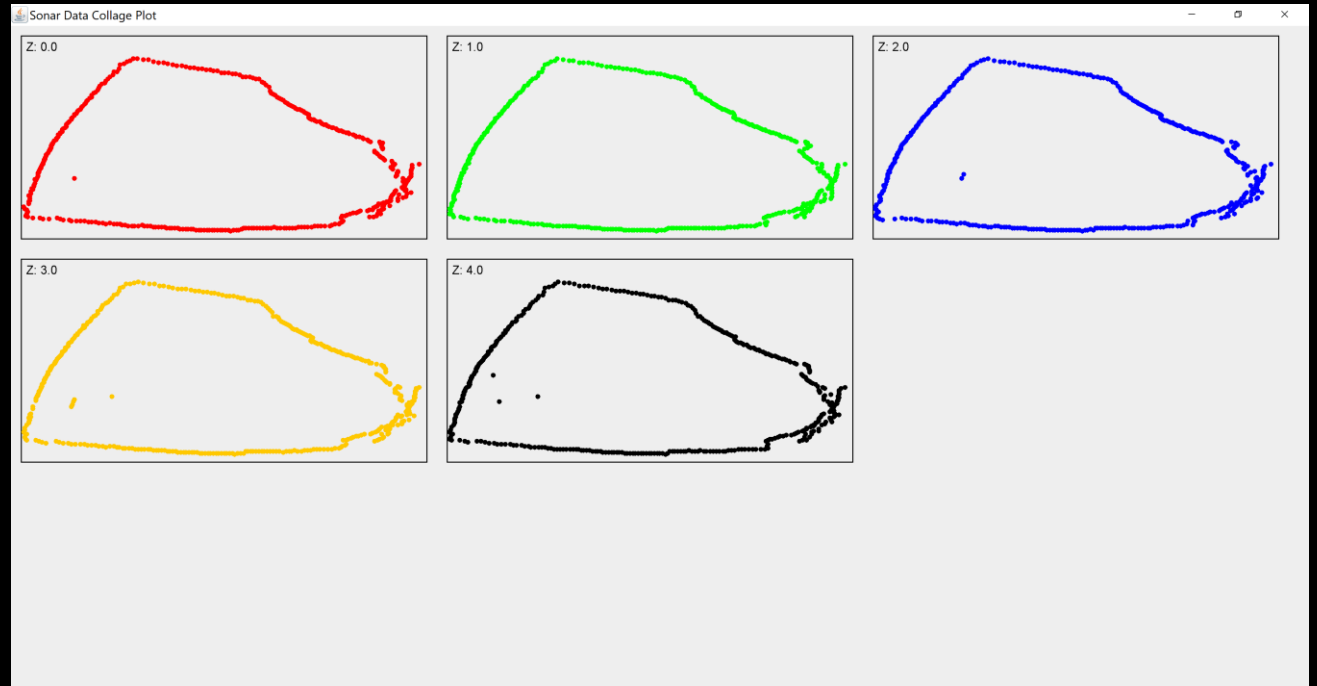 Sonar Data Collage Plot
Z: 0.0
Z: 1.0
Z: 2.0
Z: 3.0
Z: 4.0